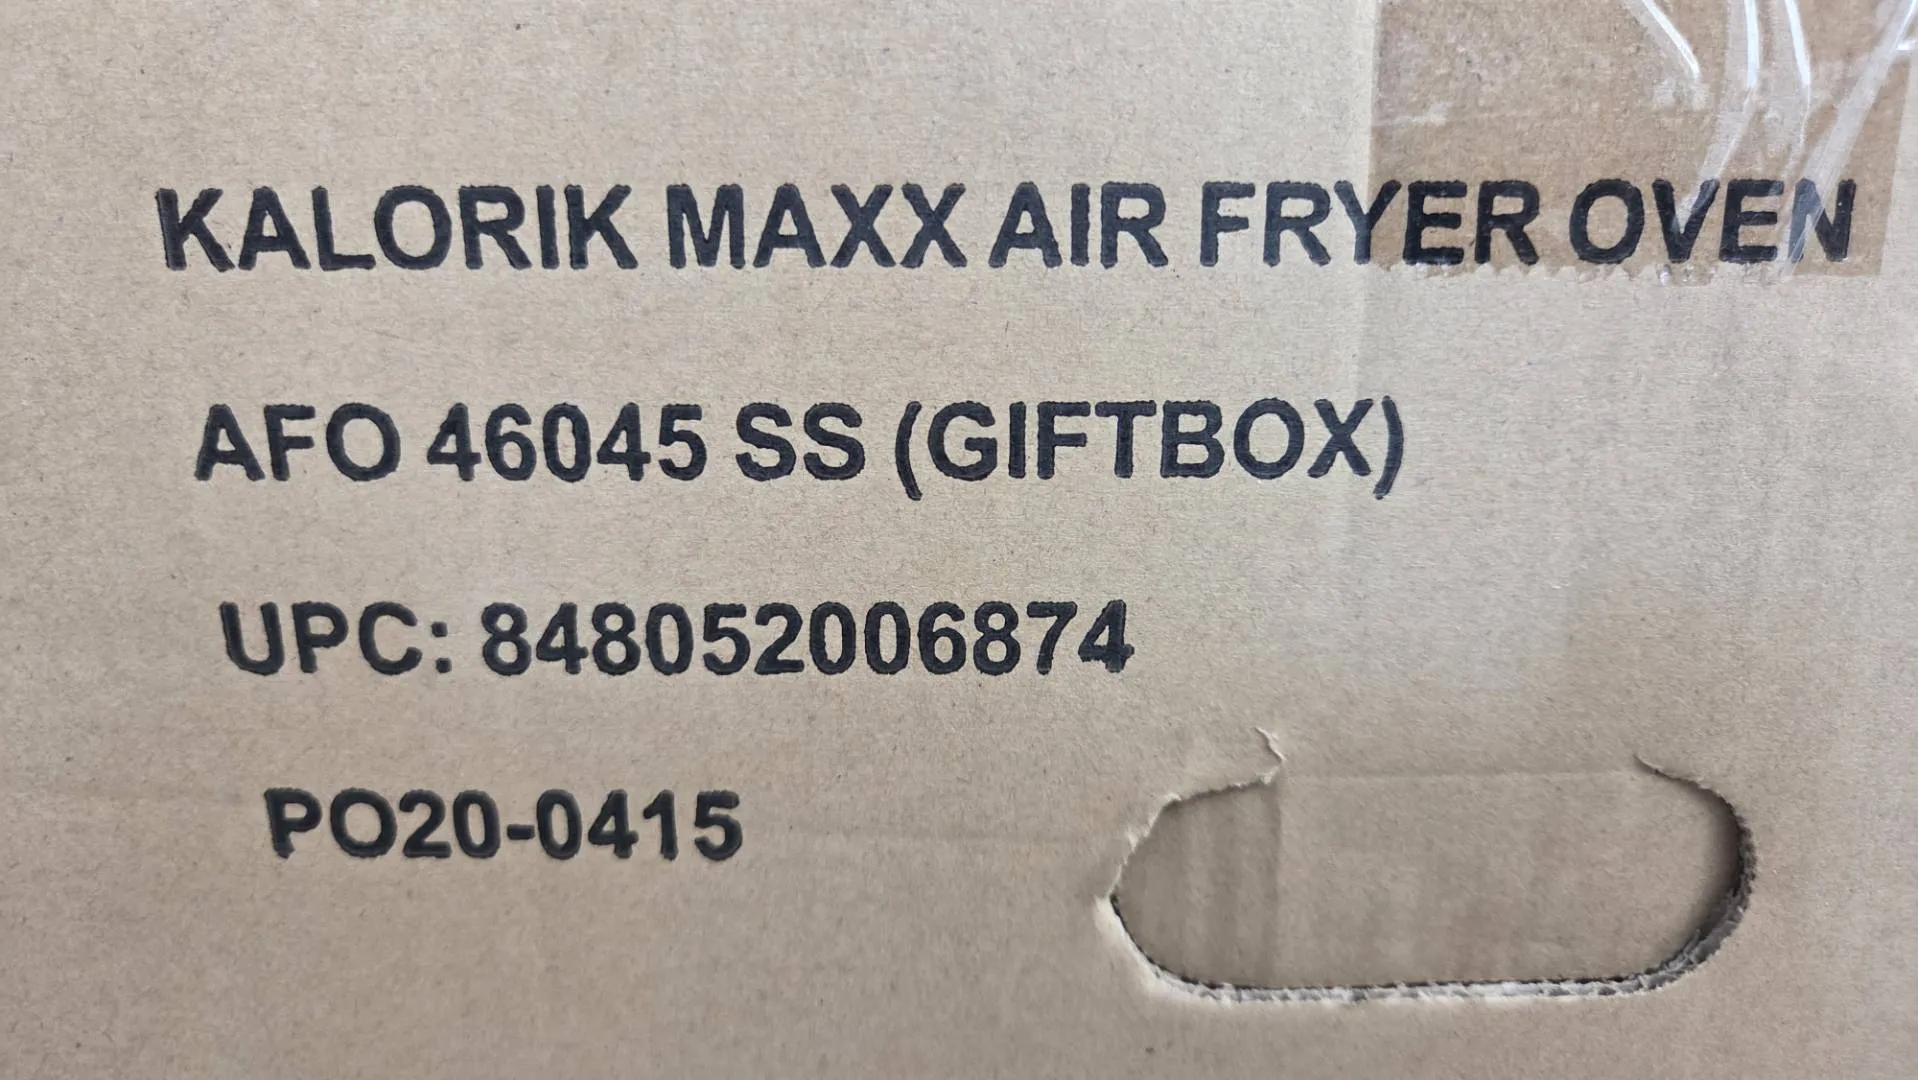 KALORIK MAXX AIR FRYER OVEN
AFO 46045 SS (GIFTBOX)
UPC: 848052006874
PO20-0415